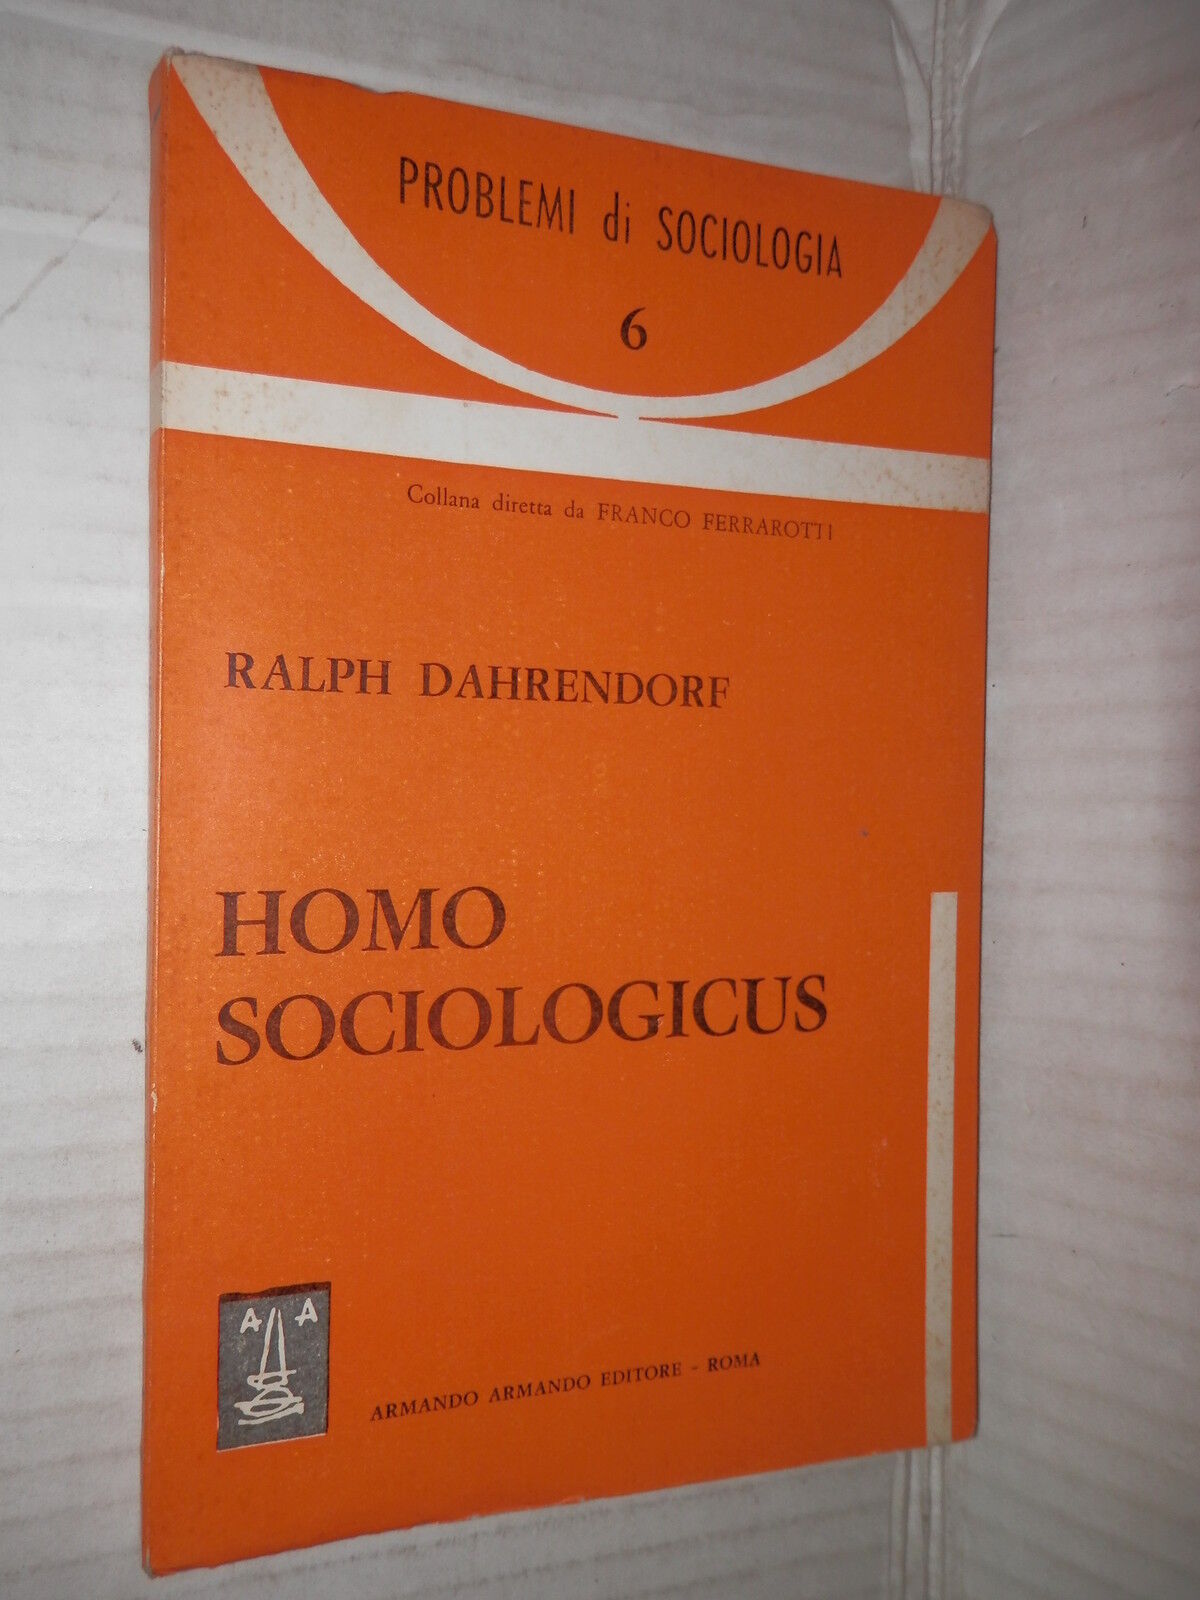 PROBLEMI di SOCIOLOGIA
6
Collana diretta da FRANCO FERRAROTTI
RALPH DAHRENDORF
HOMO
SOCIOLOGICUS
A A
ARMANDO ARMANDO EDITORE - ROMA